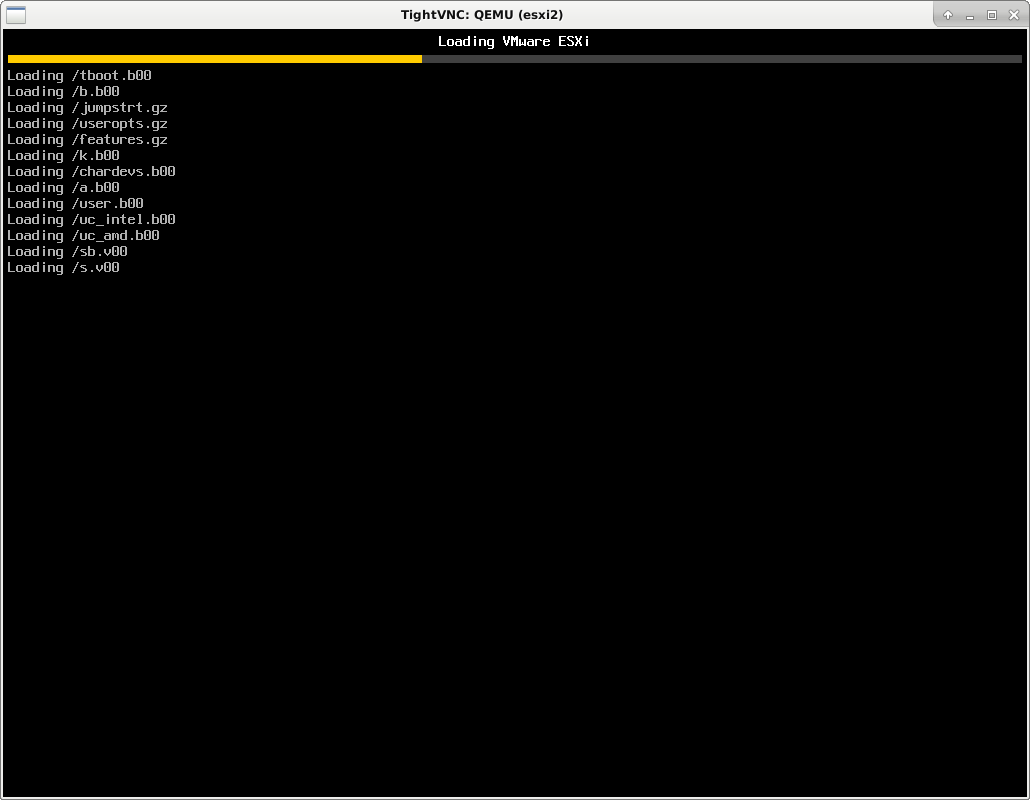 TightVNC: QEMU (esxi2)
Loading VMware ESXi
Loading /tboot.b00
Loading /b.b00
Loading /jumpstrt.gz
Loading /useropts.gz
Loading /features.gz
Loading /k.b00
Loading /chardevs.b00
Loading /a.b00
Loading /user.b00
Loading /uc_intel.b00
Loading /uc_amd.b00
Loading /sb.v00
Loading /s.v00